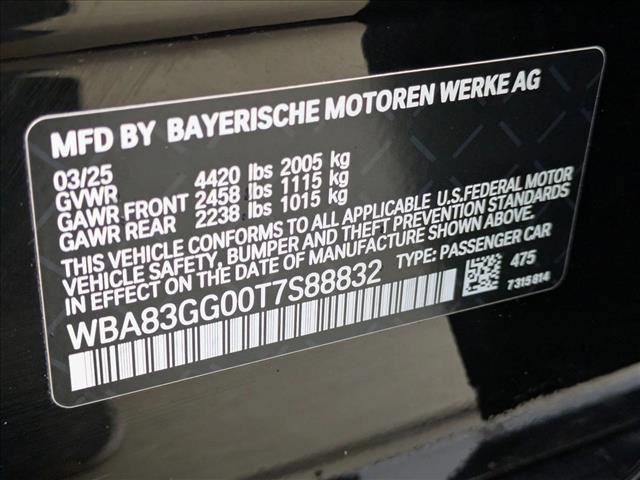 MFD BY BAYERISCHE MOTOREN WERKE AG
03/25
GVWR 4420 lbs 2005 kg
GAWR FRONT 2458 lbs 1115 kg
GAWR REAR 2238 lbs 1015 kg
THIS VEHICLE CONFORMS TO ALL APPLICABLE U.S.FEDERAL MOTOR
VEHICLE SAFETY, BUMPER AND THEFT PREVENTION STANDARDS
IN EFFECT ON THE DATE OF MANUFACTURE SHOWN ABOVE.
WBA83GG00T7S88832 TYPE: PASSENGER CAR
475
7315814